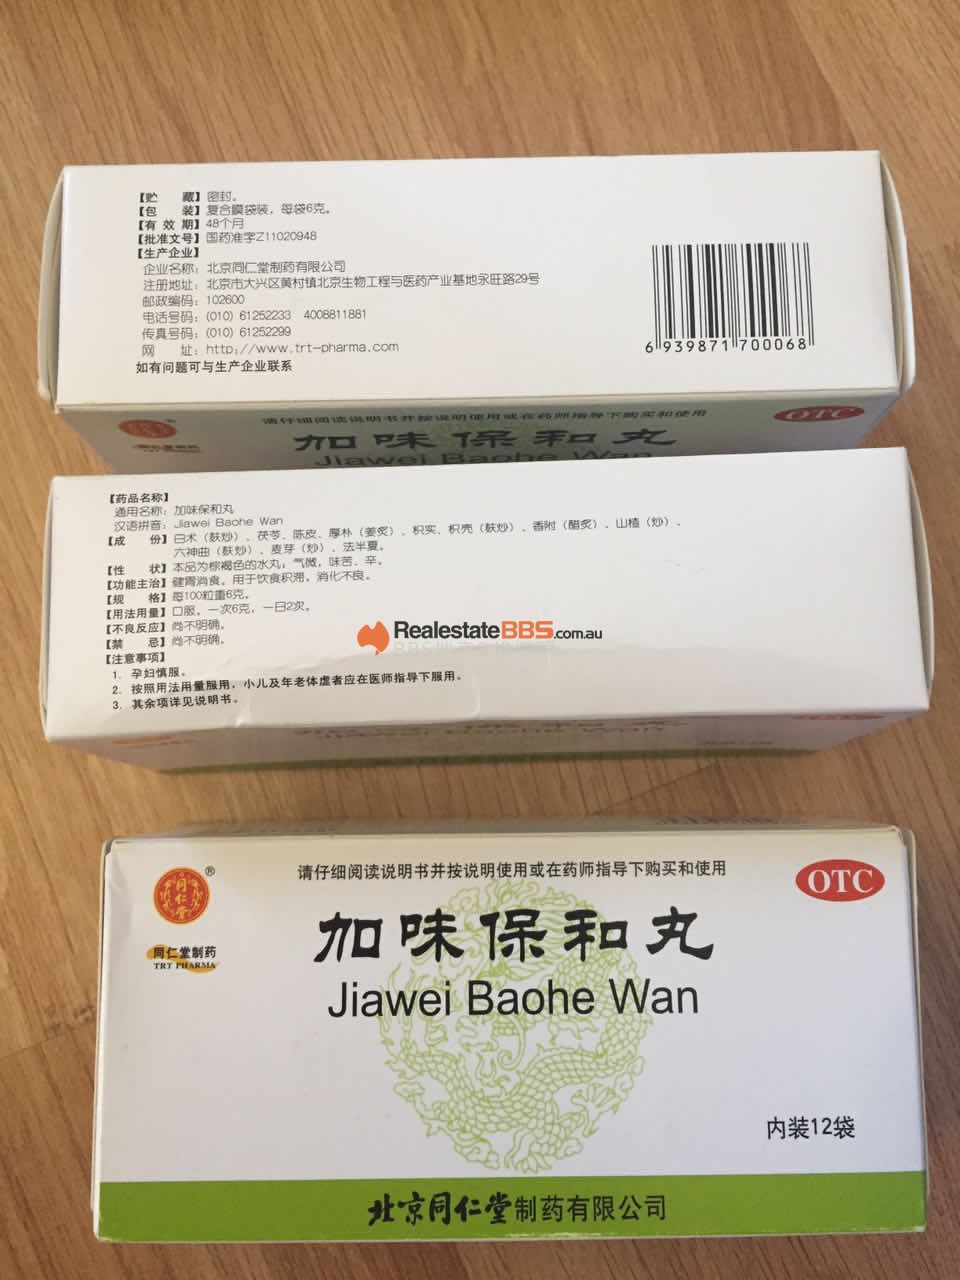 【贮　　藏】密封。
【包　　装】复合膜袋装，每袋6克。
【有 效 期】48个月
【批准文号】国药准字Z11020948
【生产企业】
企业名称：北京同仁堂制药有限公司
注册地址：北京市大兴区黄村镇北京生物工程与医药产业基地永旺路29号
邮政编码：102600
电话号码：(010) 61252233 4008811881
传真号码：(010) 61252299
网　　址：http://www.trt-pharma.com
如有问题可与生产企业联系
6 939871 700068
请仔细阅读说明书并按说明使用或在药师指导下购买和使用
OTC
加味保和丸
Jiawei Baohe Wan
【药品名称】
通用名称：加味保和丸
汉语拼音：Jiawei Baohe Wan
【成　　份】白术（麸炒）、茯苓、陈皮、厚朴（姜炙）、枳实、枳壳（麸炒）、香附（醋炙）、山楂（炒）、
六神曲（麸炒）、麦芽（炒）、法半夏。
【性　　状】本品为棕褐色的水丸；气微，味苦、辛。
【功能主治】健胃消食。用于饮食积滞，消化不良。
【规　　格】每100粒重6克。
【用法用量】口服。一次6克，一日2次。
【不良反应】尚不明确。
【禁　　忌】尚不明确。
【注意事项】
1. 孕妇慎服。
2. 按照用法用量服用，小儿及年老体虚者应在医师指导下服用。
3. 其余项详见说明书。
RealestateBBS.com.au
Jiawei Baohe Wan
同仁堂
®
同仁堂制药
TRT PHARMA
请仔细阅读说明书并按说明使用或在药师指导下购买和使用
OTC
加味保和丸
Jiawei Baohe Wan
内装12袋
北京同仁堂制药有限公司